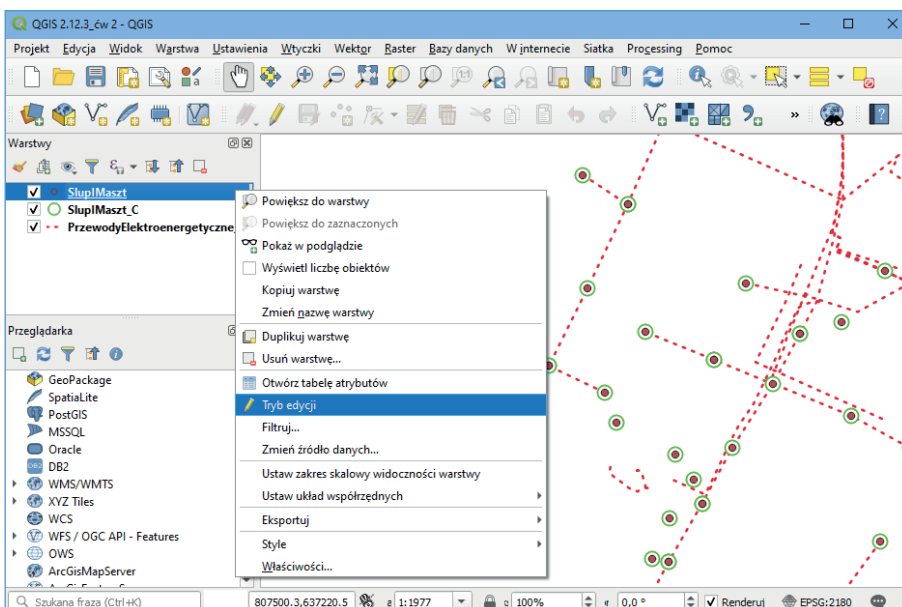 QGIS 2.12.3_ćw 2 - QGIS
Projekt Edycja Widok Warstwa Ustawienia Wtyczki Wektor Raster Bazy danych W internecie Siatka Processing Pomoc
Warstwy
SlupIMaszt
SlupIMaszt_C
PrzewodyElektroenergetyczne
Powiększ do warstwy
Powiększ do zaznaczonych
Pokaż w podglądzie
Wyświetl liczbę obiektów
Kopiuj warstwę
Zmień nazwę warstwy
Duplikuj warstwę
Usuń warstwę...
Otwórz tabelę atrybutów
Tryb edycji
Filtruj...
Zmień źródło danych...
Ustaw zakres skalowy widoczności warstwy
Ustaw układ współrzędnych
Eksportuj
Style
Właściwości...
Przeglądarka
GeoPackage
SpatiaLite
PostGIS
MSSQL
Oracle
DB2
WMS/WMTS
XYZ Tiles
WCS
WFS / OGC API - Features
OWS
ArcGisMapServer
Szukana fraza (Ctrl+K) 807500.3,637220.5 1:1977 100% 0,0 ° Renderuj EPSG:2180